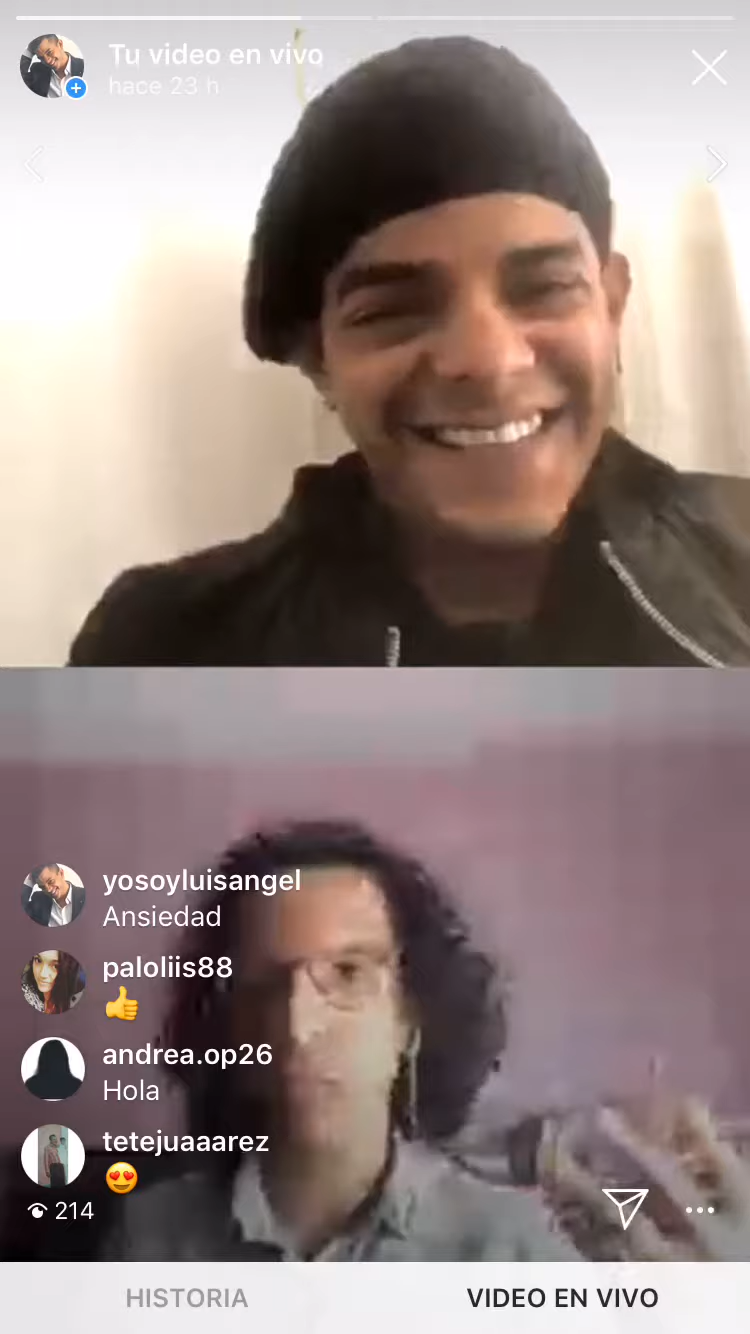 Tu video en vivo
hace 23 h
yosoyluisangel
Ansiedad
paloliis88
👍
andrea.op26
Hola
tetejuaaarez
😍
214
HISTORIA
VIDEO EN VIVO